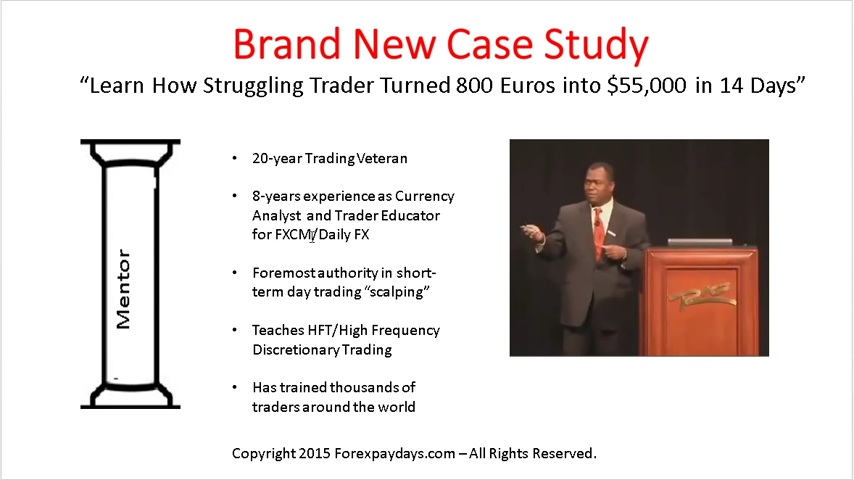 Brand New Case Study
“Learn How Struggling Trader Turned 800 Euros into $55,000 in 14 Days”
Mentor
• 20-year Trading Veteran
• 8-years experience as Currency
Analyst and Trader Educator
for FXCM/Daily FX
• Foremost authority in short-
term day trading “scalping”
• Teaches HFT/High Frequency
Discretionary Trading
• Has trained thousands of
traders around the world
Copyright 2015 Forexpaydays.com – All Rights Reserved.